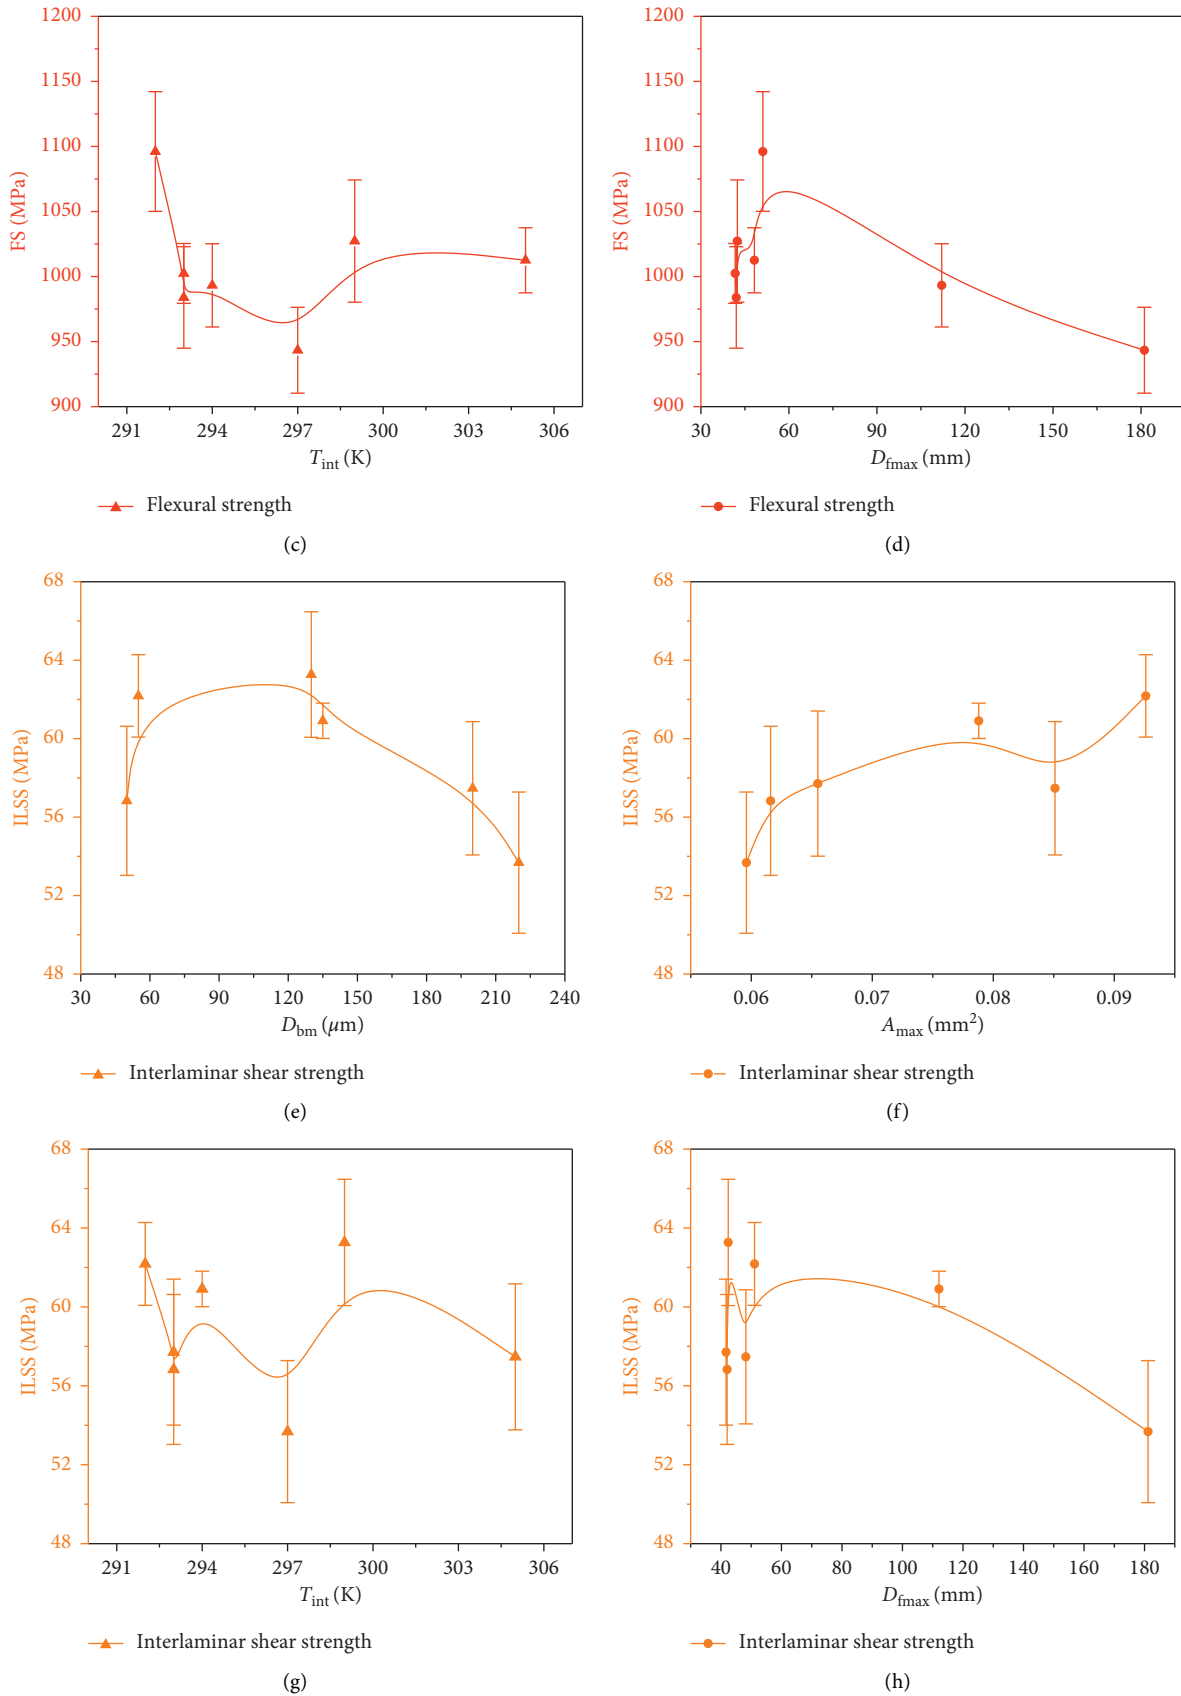 1200
1150
1100
1050
1000
950
900
FS (MPa)
291 294 297 300 303 306
T_int (K)
Flexural strength
(c)
1200
1150
1100
1050
1000
950
900
FS (MPa)
30 60 90 120 150 180
D_fmax (mm)
Flexural strength
(d)
68
64
60
56
52
48
ILSS (MPa)
30 60 90 120 150 180 210 240
D_bm (μm)
Interlaminar shear strength
(e)
68
64
60
56
52
48
ILSS (MPa)
0.06 0.07 0.08 0.09
A_max (mm²)
Interlaminar shear strength
(f)
68
64
60
56
52
48
ILSS (MPa)
291 294 297 300 303 306
T_int (K)
Interlaminar shear strength
(g)
68
64
60
56
52
48
ILSS (MPa)
40 60 80 100 120 140 160 180
D_fmax (mm)
Interlaminar shear strength
(h)